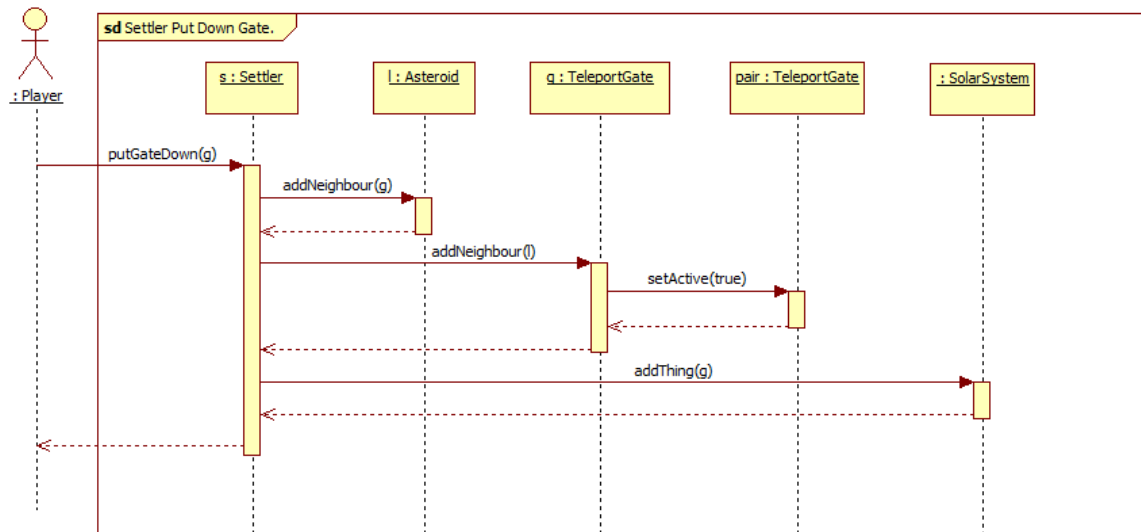 sd Settler Put Down Gate.
: Player
s : Settler
l : Asteroid
g : TeleportGate
pair : TeleportGate
: SolarSystem
putGateDown(g)
addNeighbour(g)
addNeighbour(l)
setActive(true)
addThing(g)